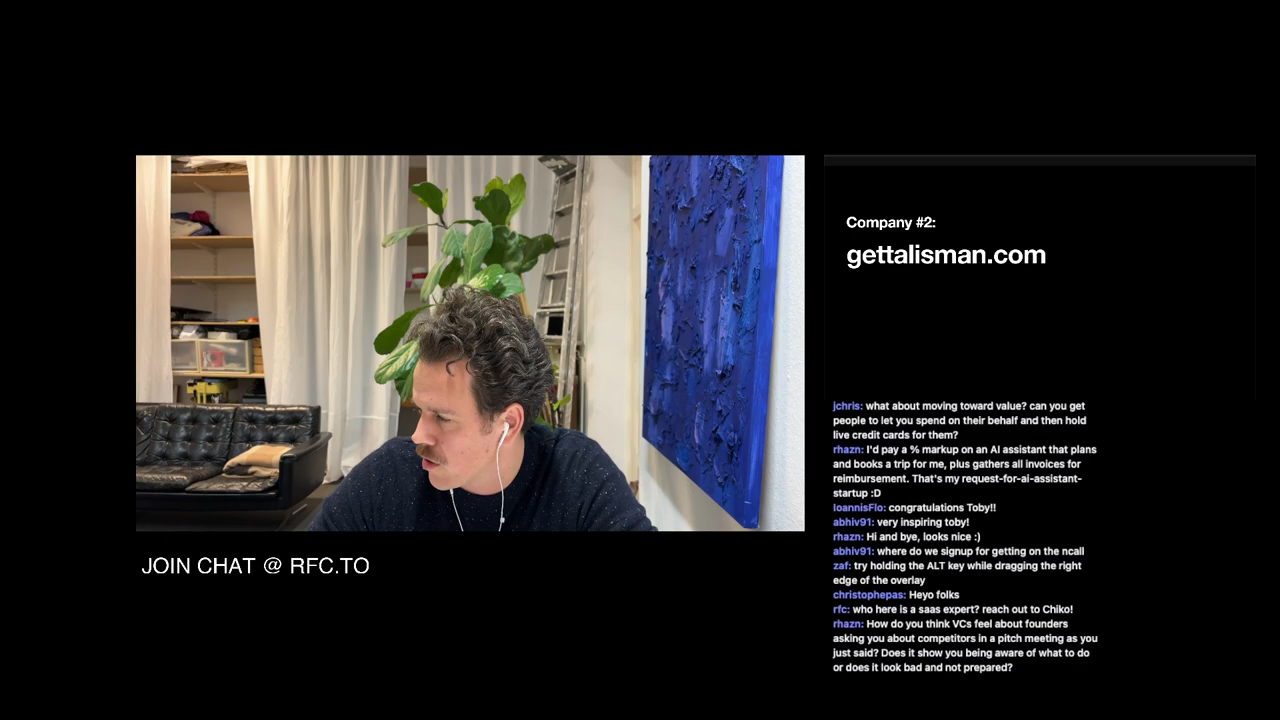 Company #2:
gettalisman.com
jchris: what about moving toward value? can you get
people to let you spend on their behalf and then hold
live credit cards for them?
rhazn: I'd pay a % markup on an AI assistant that plans
and books a trip for me, plus gathers all invoices for
reimbursement. That's my request-for-ai-assistant-
startup :D
IoannisFlo: congratulations Toby!!
abhiv91: very inspiring toby!
rhazn: Hi and bye, looks nice :)
abhiv91: where do we signup for getting on the ncall
zaf: try holding the ALT key while dragging the right
edge of the overlay
christophepas: Heyo folks
rfc: who here is a saas expert? reach out to Chiko!
rhazn: How do you think VCs feel about founders
asking you about competitors in a pitch meeting as you
just said? Does it show you being aware of what to do
or does it look bad and not prepared?
JOIN CHAT @ RFC.TO